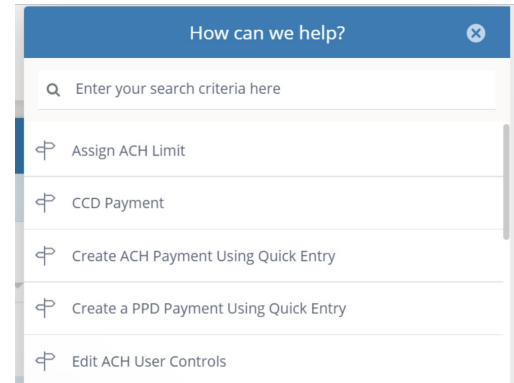 How can we help?
Enter your search criteria here
Assign ACH Limit
CCD Payment
Create ACH Payment Using Quick Entry
Create a PPD Payment Using Quick Entry
Edit ACH User Controls